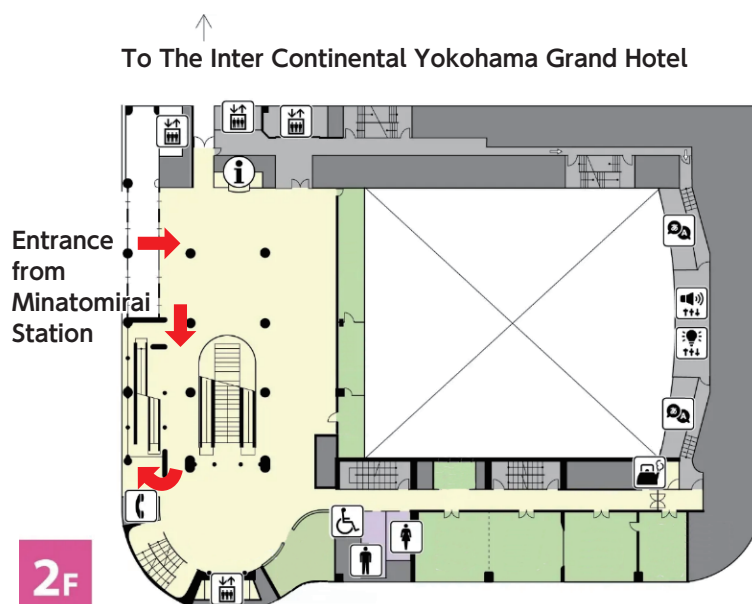 To The Inter Continental Yokohama Grand Hotel
i
Entrance
from
Minatomirai
Station
2F